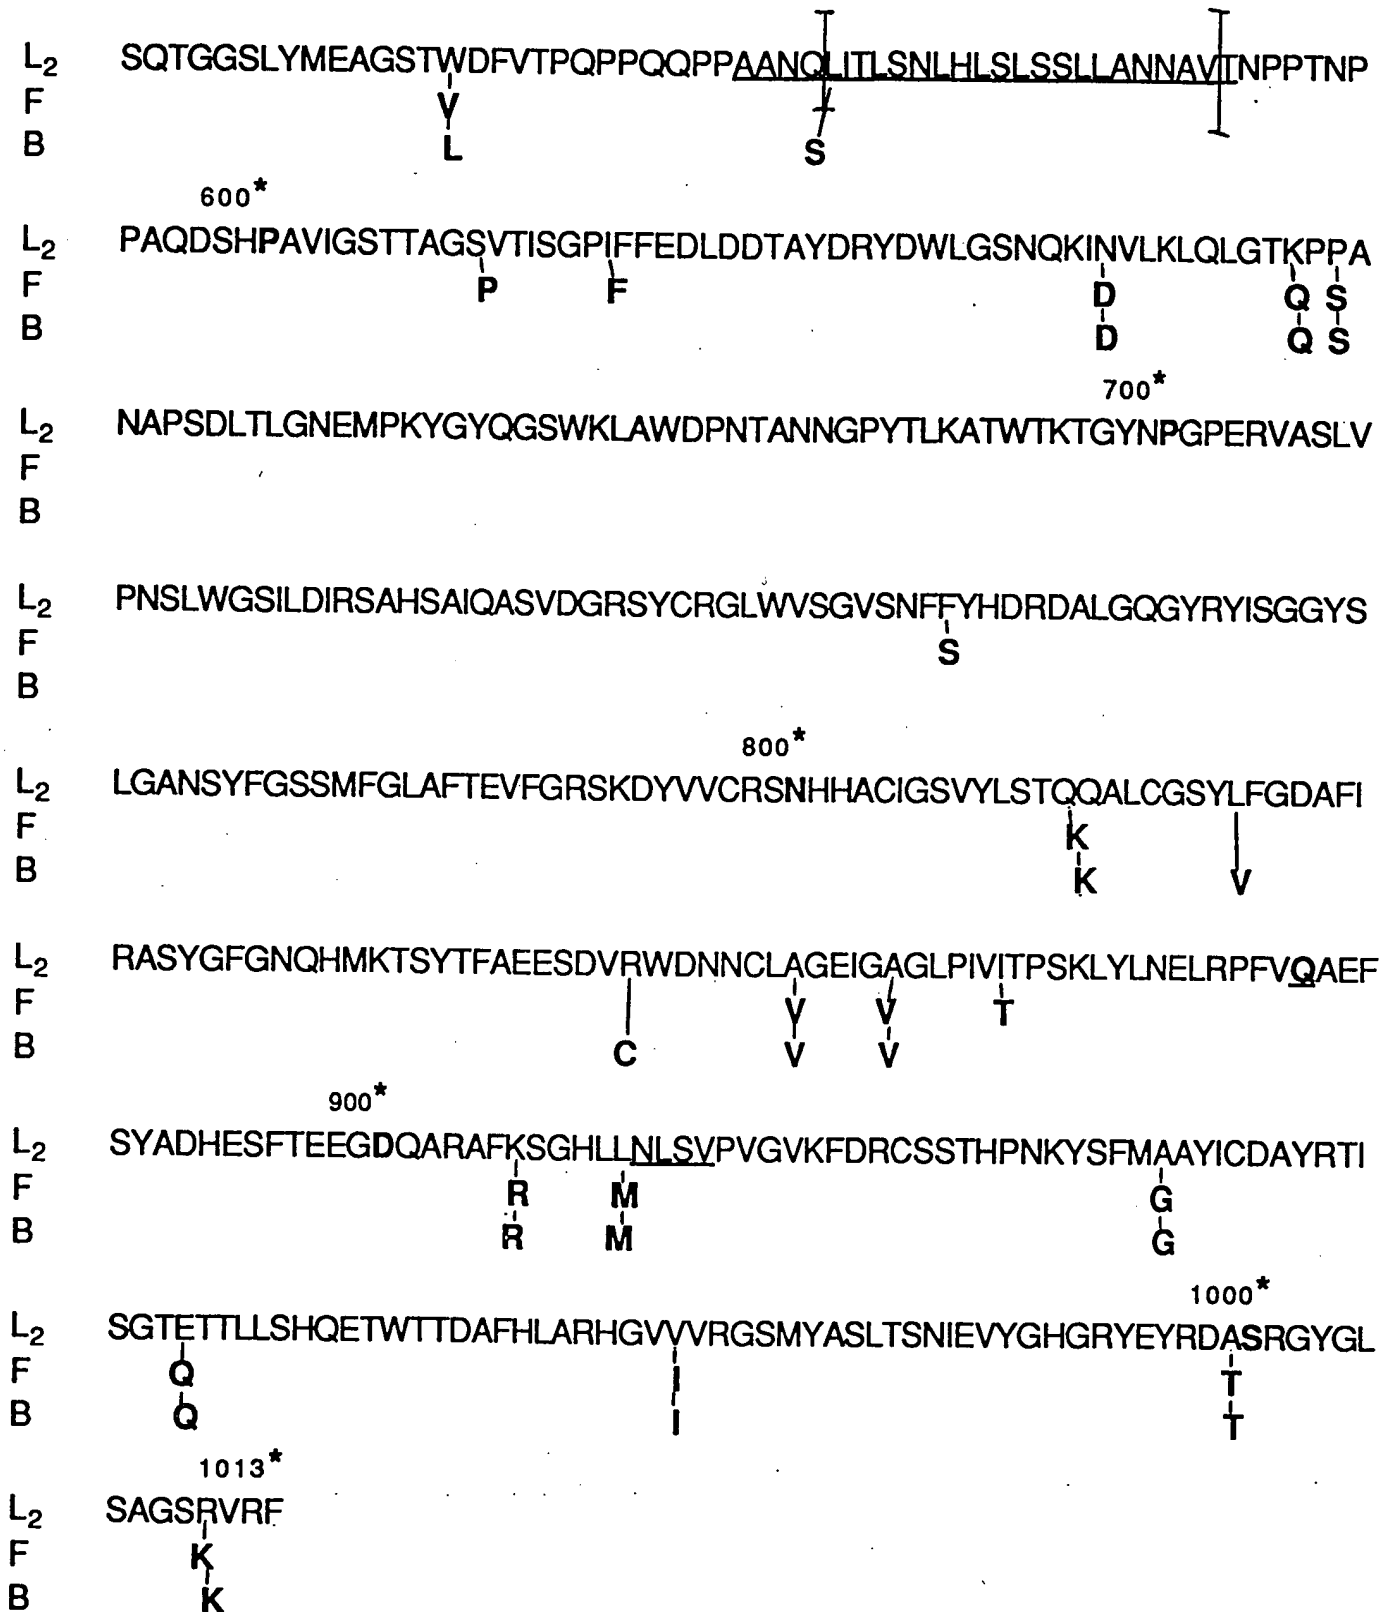 L2 SQTGGSLYMEAGSTWDFVTPQPPQQPPAANQLITLSNLHLSLSSLLANNAVTNPPTNP
F V
B L S
600*
L2 PAQDSHPAVIGSTTAGSVTISGPIFFEDLDDTAYDRYDWLGSNQKINVLKLQLGTKPPA
F P F D Q S
B D Q S
700*
L2 NAPSDLTLGNEMPKYGYQGSWKLAWDPNTANNGPYTLKATWTKTGYNPGPERVASLV
F
B
L2 PNSLWGSILDIRSAHSAIQASVDGRSYCRGLWVSGVSNFFYHDRDALGQGYRYISGGYS
F S
B
800*
L2 LGANSYFGSSMFGLAFTEVFGRSKDYVVCRSNHHACIGSVYLSTQQALCGSYLFGDAFI
F K
B K V
L2 RASYGFGNQHMKTSYTFAEESDVRWDNNCLAGEIGAGLPIVITPSKLYLNELRPFVQAEF
F V V T
B C V V
900*
L2 SYADHESFTEEGDQARAFKSGHLLNLSVPVGVKFDRCSSTHPNKYSFMAAYICDAYRTI
F R M G
B R M G
1000*
L2 SGTETTLLSHQETWTTDAFHLARHGVVVRGSMYASLTSNIEVYGHGRYEYRDASRGYGL
F Q I T
B Q I T
1013*
L2 SAGSRVRF
F K
B K